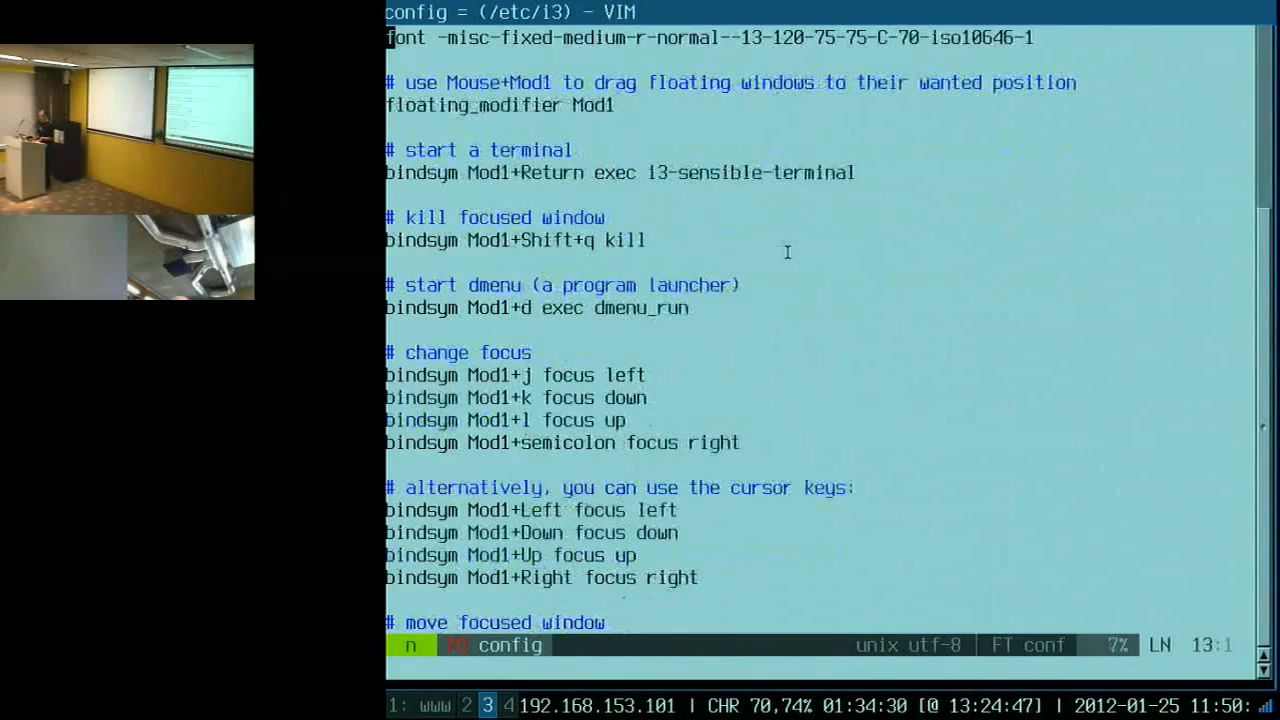 config = (/etc/i3) - VIM
font -misc-fixed-medium-r-normal--13-120-75-75-C-70-iso10646-1
# use Mouse+Mod1 to drag floating windows to their wanted position
floating_modifier Mod1
# start a terminal
bindsym Mod1+Return exec i3-sensible-terminal
# kill focused window
bindsym Mod1+Shift+q kill
# start dmenu (a program launcher)
bindsym Mod1+d exec dmenu_run
# change focus
bindsym Mod1+j focus left
bindsym Mod1+k focus down
bindsym Mod1+l focus up
bindsym Mod1+semicolon focus right
# alternatively, you can use the cursor keys:
bindsym Mod1+Left focus left
bindsym Mod1+Down focus down
bindsym Mod1+Up focus up
bindsym Mod1+Right focus right
# move focused window
n RO config unix utf-8 | FT conf 7% LN 13:1
1: www 2 3 4 192.168.153.101 | CHR 70,74% 01:34:30 [@ 13:24:47] | 2012-01-25 11:50: